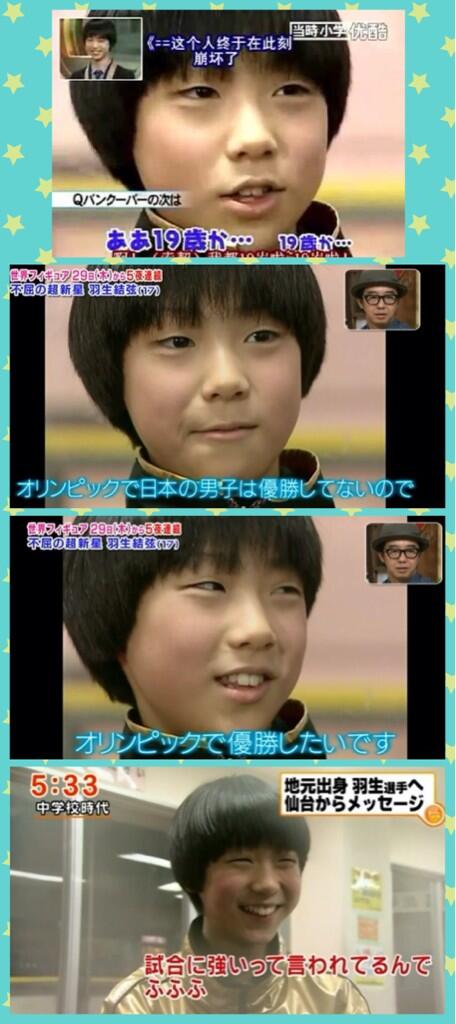 当時 小学 优酷
《==这个人终于在此刻
崩坏了
Qバンクーバーの次は
ああ19歳か… 19歳か…
世界フィギュア 29日(木)から5夜連続
不屈の超新星 羽生結弦(17)
オリンピックで日本の男子は優勝してないので
世界フィギュア 29日(木)から5夜連続
不屈の超新星 羽生結弦(17)
オリンピックで優勝したいです
5:33
中学校時代
地元出身 羽生選手へ
仙台からメッセージ
試合に強いって言われてるんで
ふふふ